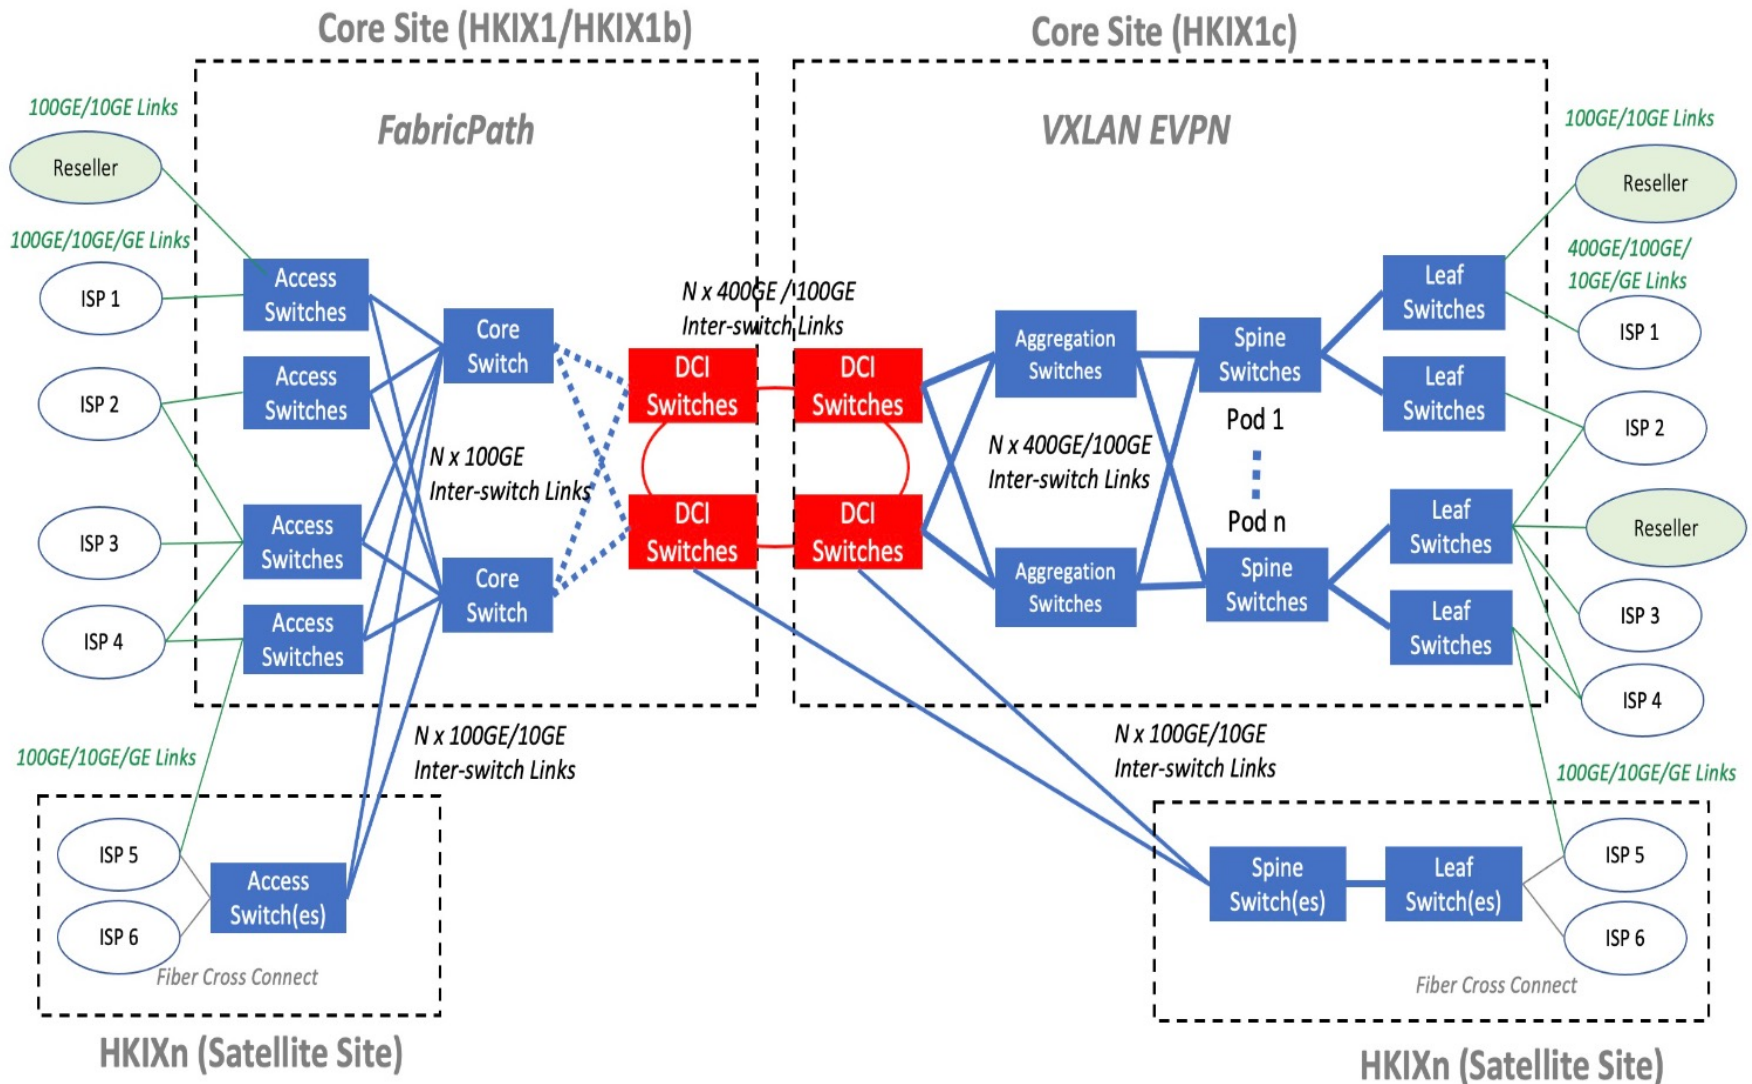 Core Site (HKIX1/HKIX1b)
Core Site (HKIX1c)
FabricPath
VXLAN EVPN
100GE/10GE Links
Reseller
100GE/10GE/GE Links
ISP 1
ISP 2
ISP 3
ISP 4
Access
Switches
Access
Switches
Access
Switches
Access
Switches
Core
Switch
Core
Switch
N x 100GE
Inter-switch Links
N x 400GE / 100GE
Inter-switch Links
DCI
Switches
DCI
Switches
DCI
Switches
DCI
Switches
Aggregation
Switches
Aggregation
Switches
N x 400GE/100GE
Inter-switch Links
Spine
Switches
Pod 1
Pod n
Spine
Switches
Leaf
Switches
Leaf
Switches
Leaf
Switches
Leaf
Switches
100GE/10GE Links
Reseller
400GE/100GE/
10GE/GE Links
ISP 1
ISP 2
Reseller
ISP 3
ISP 4
100GE/10GE/GE Links
N x 100GE/10GE
Inter-switch Links
ISP 5
ISP 6
Access
Switch(es)
Fiber Cross Connect
HKIXn (Satellite Site)
N x 100GE/10GE
Inter-switch Links
100GE/10GE/GE Links
Spine
Switch(es)
Leaf
Switch(es)
ISP 5
ISP 6
Fiber Cross Connect
HKIXn (Satellite Site)